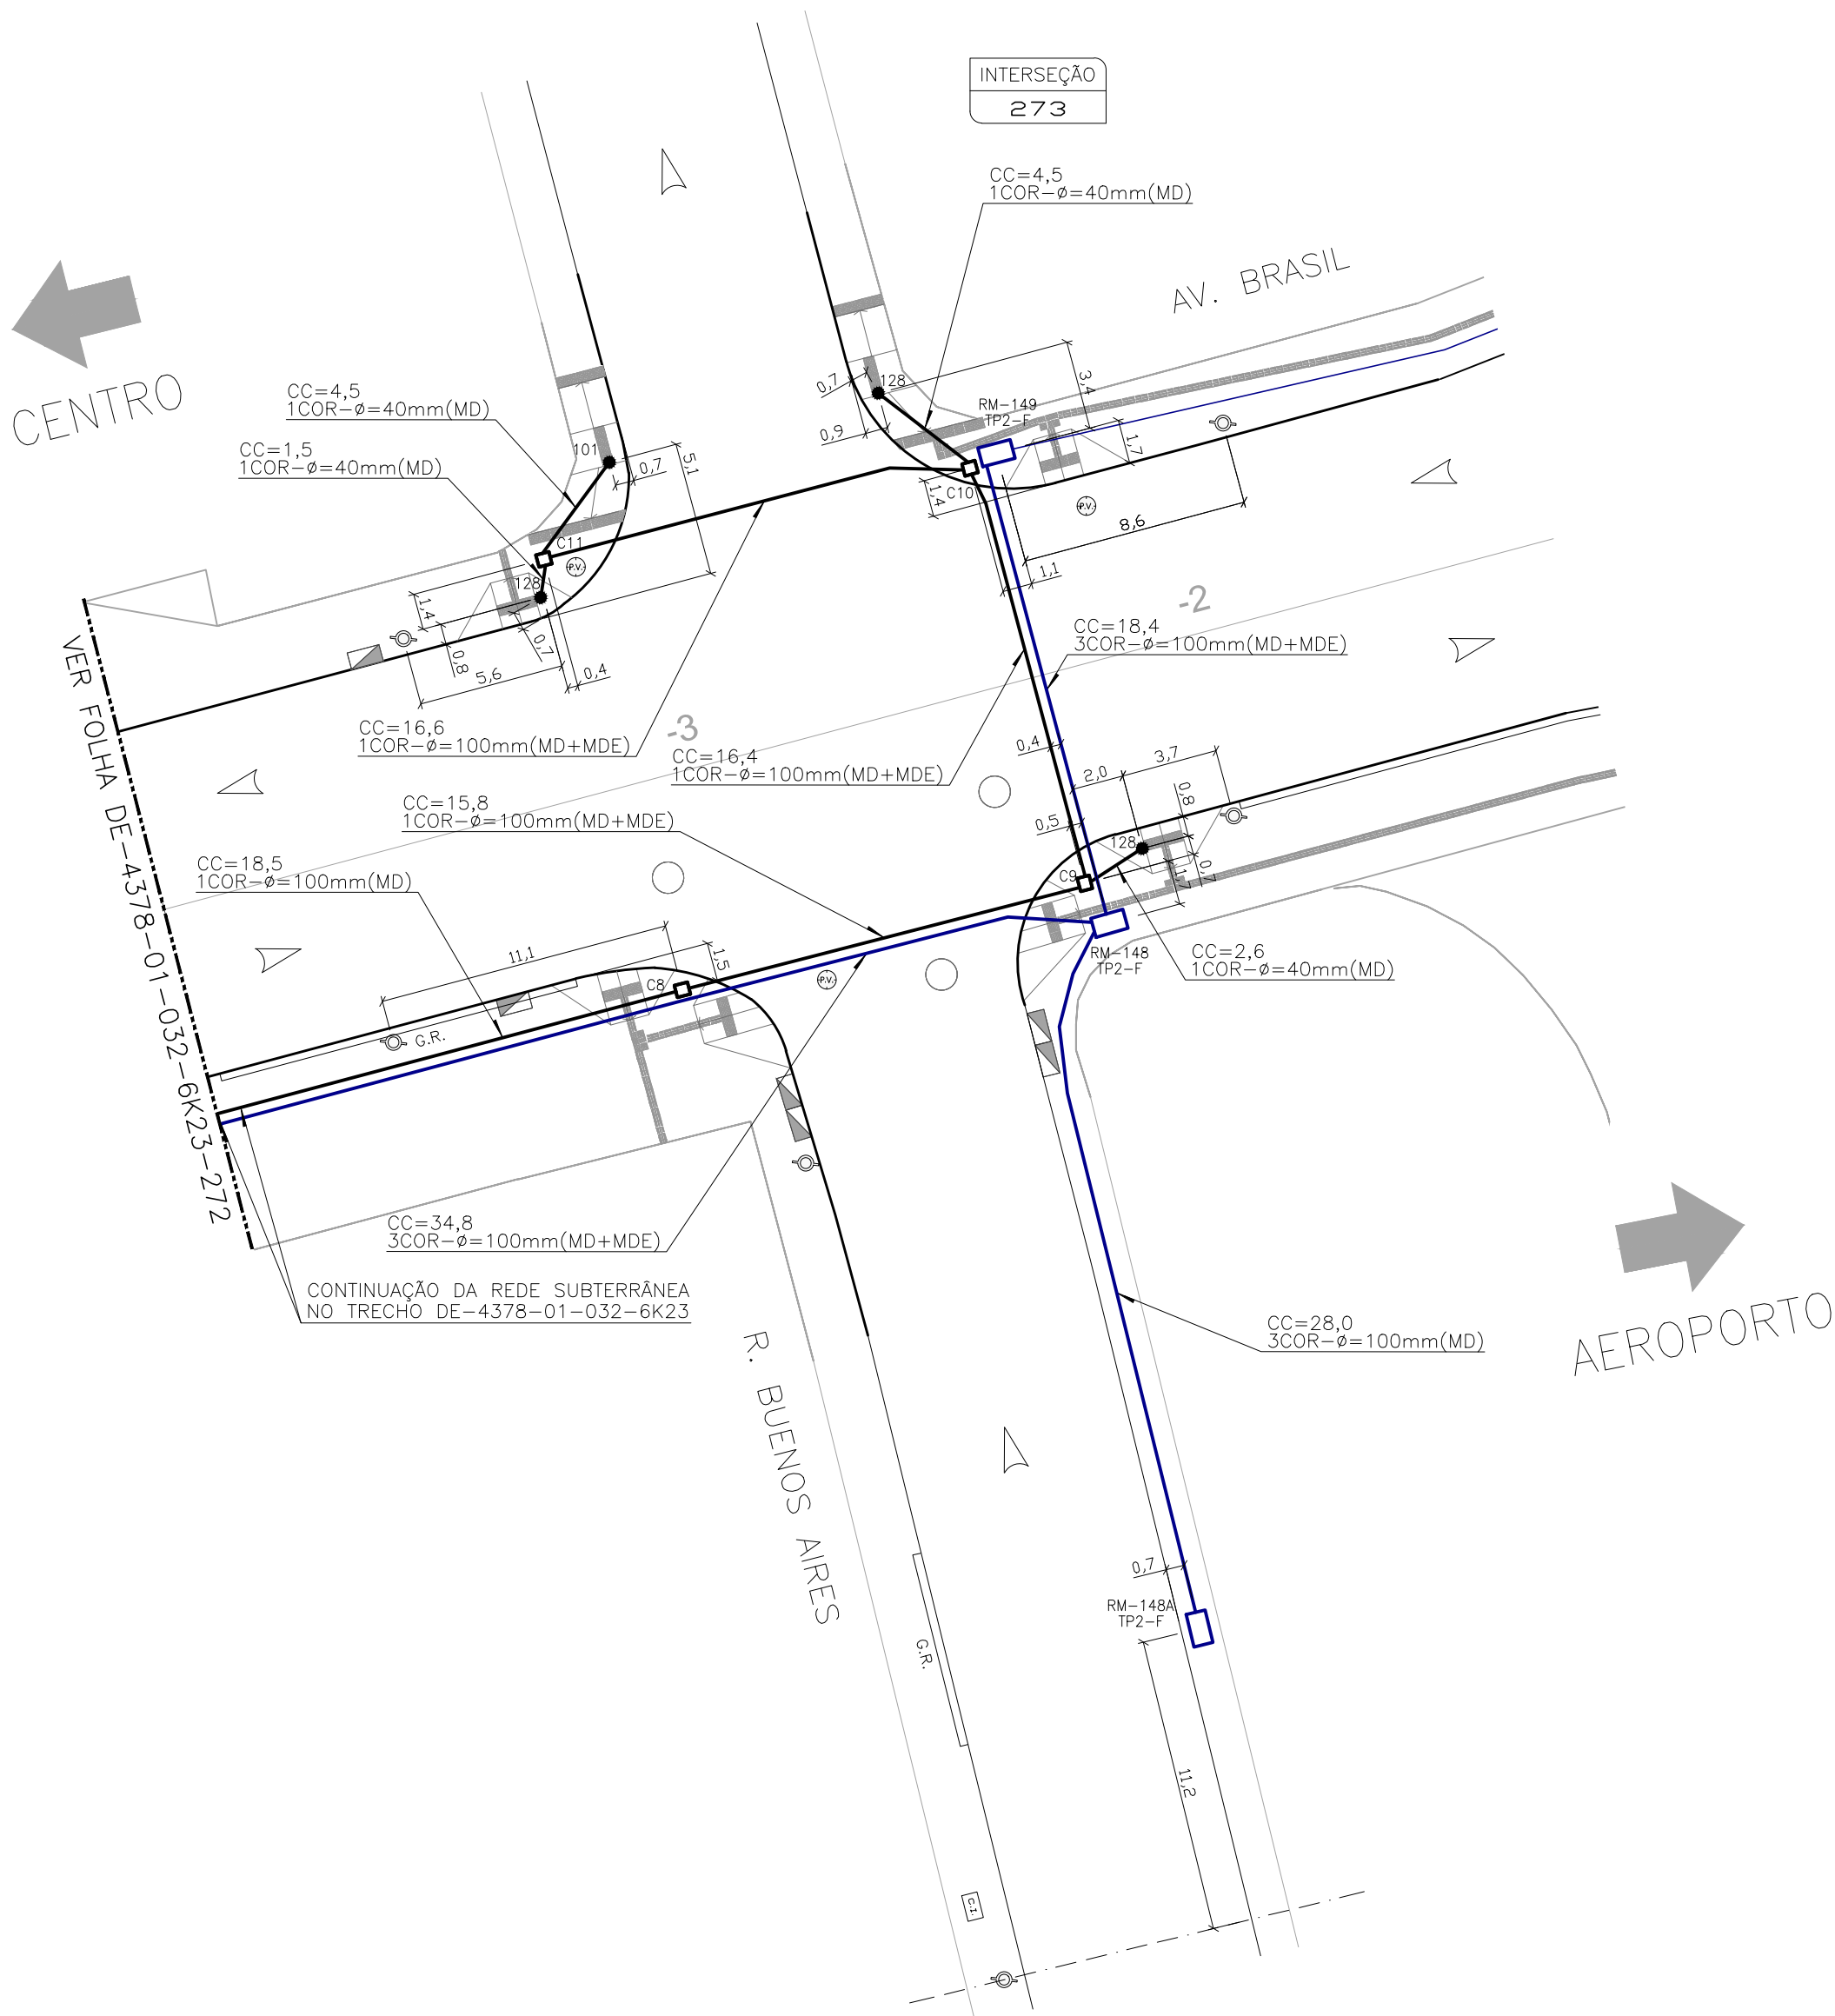 INTERSEÇÃO
273
CC=4,5
1COR-ø=40mm(MD)
AV. BRASIL
CENTRO
CC=4,5
1COR-ø=40mm(MD)
CC=1,5
1COR-ø=40mm(MD)
0,7
128
3,4
RM-149
TP2-F
0,9
1,7
101
0,7
5,1
C10
1,4
P.V.
8,6
C11
P.V.
1,1
128
1,4
0,8
0,7
5,6
0,4
-2
CC=18,4
3COR-ø=100mm(MD+MDE)
VER FOLHA DE-4378-01-032-6K23-272
CC=16,6
1COR-ø=100mm(MD+MDE)
-3
CC=16,4
1COR-ø=100mm(MD+MDE)
0,4
2,0
3,7
0,8
CC=15,8
1COR-ø=100mm(MD+MDE)
0,5
128
0,7
1,7
C9
CC=18,5
1COR-ø=100mm(MD)
11,1
1,5
C8
P.V.
RM-148
TP2-F
CC=2,6
1COR-ø=40mm(MD)
G.R.
CC=34,8
3COR-ø=100mm(MD+MDE)
CONTINUAÇÃO DA REDE SUBTERRÂNEA
NO TRECHO DE-4378-01-032-6K23
CC=28,0
3COR-ø=100mm(MD)
AEROPORTO
R. BUENOS AIRES
0,7
RM-148A
TP2-F
G.R.
11,2
C.I.